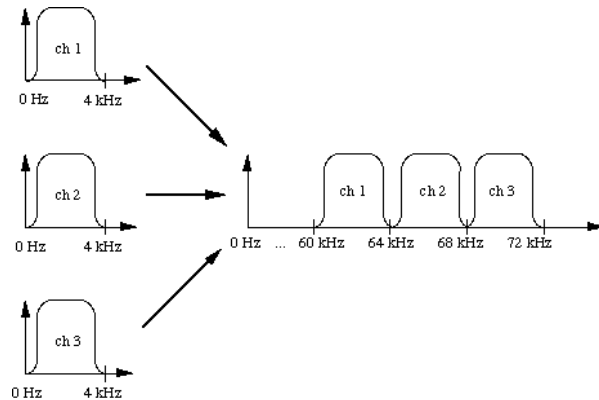 ch 1
0 Hz 4 kHz
ch 2
0 Hz 4 kHz
ch 3
0 Hz 4 kHz
ch 1 ch 2 ch 3
0 Hz ... 60 kHz 64 kHz 68 kHz 72 kHz